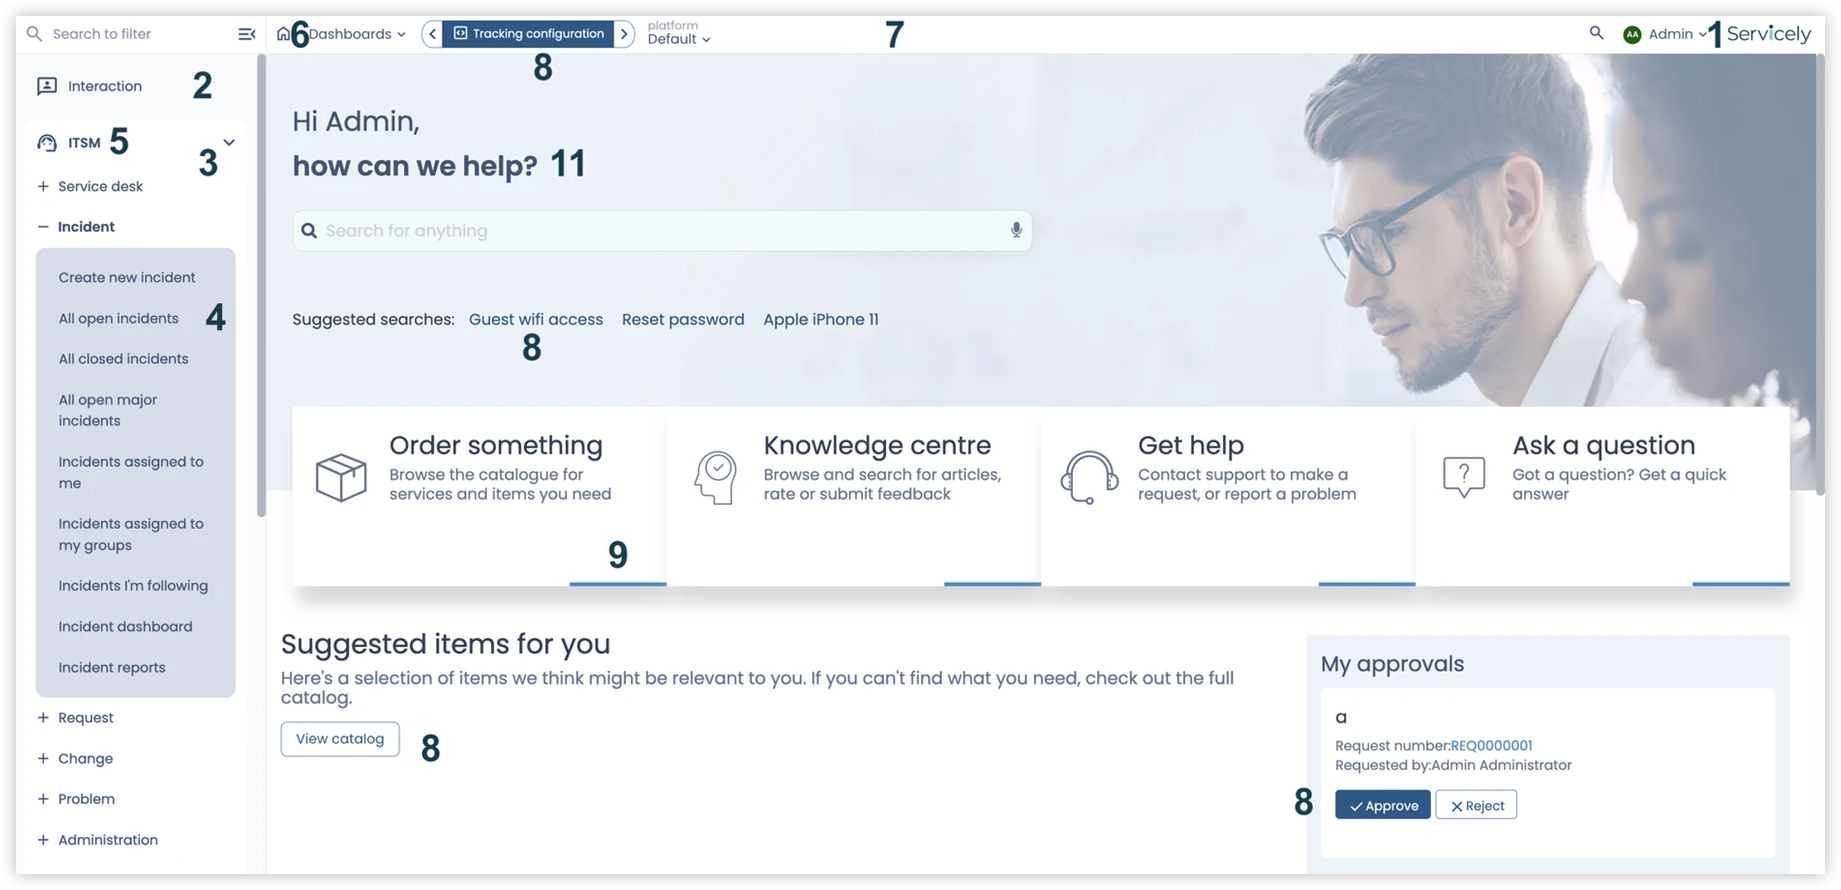 Search to filter
6 Dashboards
Tracking configuration
8
platform
Default
7
AA Admin
1 Servicely
Interaction 2
ITSM 5
3
+ Service desk
− Incident
Create new incident
All open incidents 4
All closed incidents
All open major
incidents
Incidents assigned to
me
Incidents assigned to
my groups
Incidents I'm following
Incident dashboard
Incident reports
+ Request
+ Change
+ Problem
+ Administration
Hi Admin,
how can we help? 11
Search for anything
Suggested searches: Guest wifi access Reset password Apple iPhone 11
8
Order something
Browse the catalogue for
services and items you need
9
Knowledge centre
Browse and search for articles,
rate or submit feedback
Get help
Contact support to make a
request, or report a problem
Ask a question
Got a question? Get a quick
answer
?
Suggested items for you
Here's a selection of items we think might be relevant to you. If you can't find what you need, check out the full
catalog.
View catalog 8
My approvals
a
Request number:REQ0000001
Requested by:Admin Administrator
8 Approve Reject